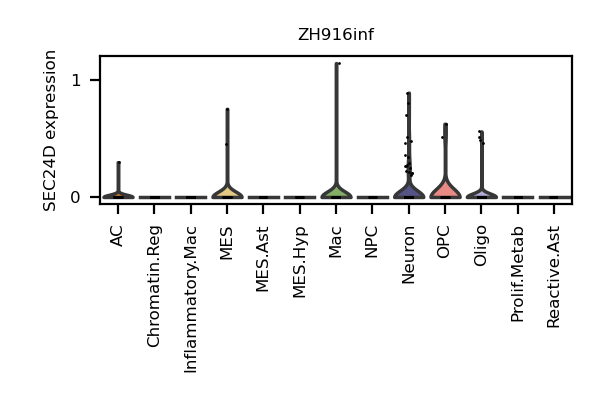 ZH916inf
SEC24D expression
1
0
AC
Chromatin.Reg
Inflammatory.Mac
MES
MES.Ast
MES.Hyp
Mac
NPC
Neuron
OPC
Oligo
Prolif.Metab
Reactive.Ast